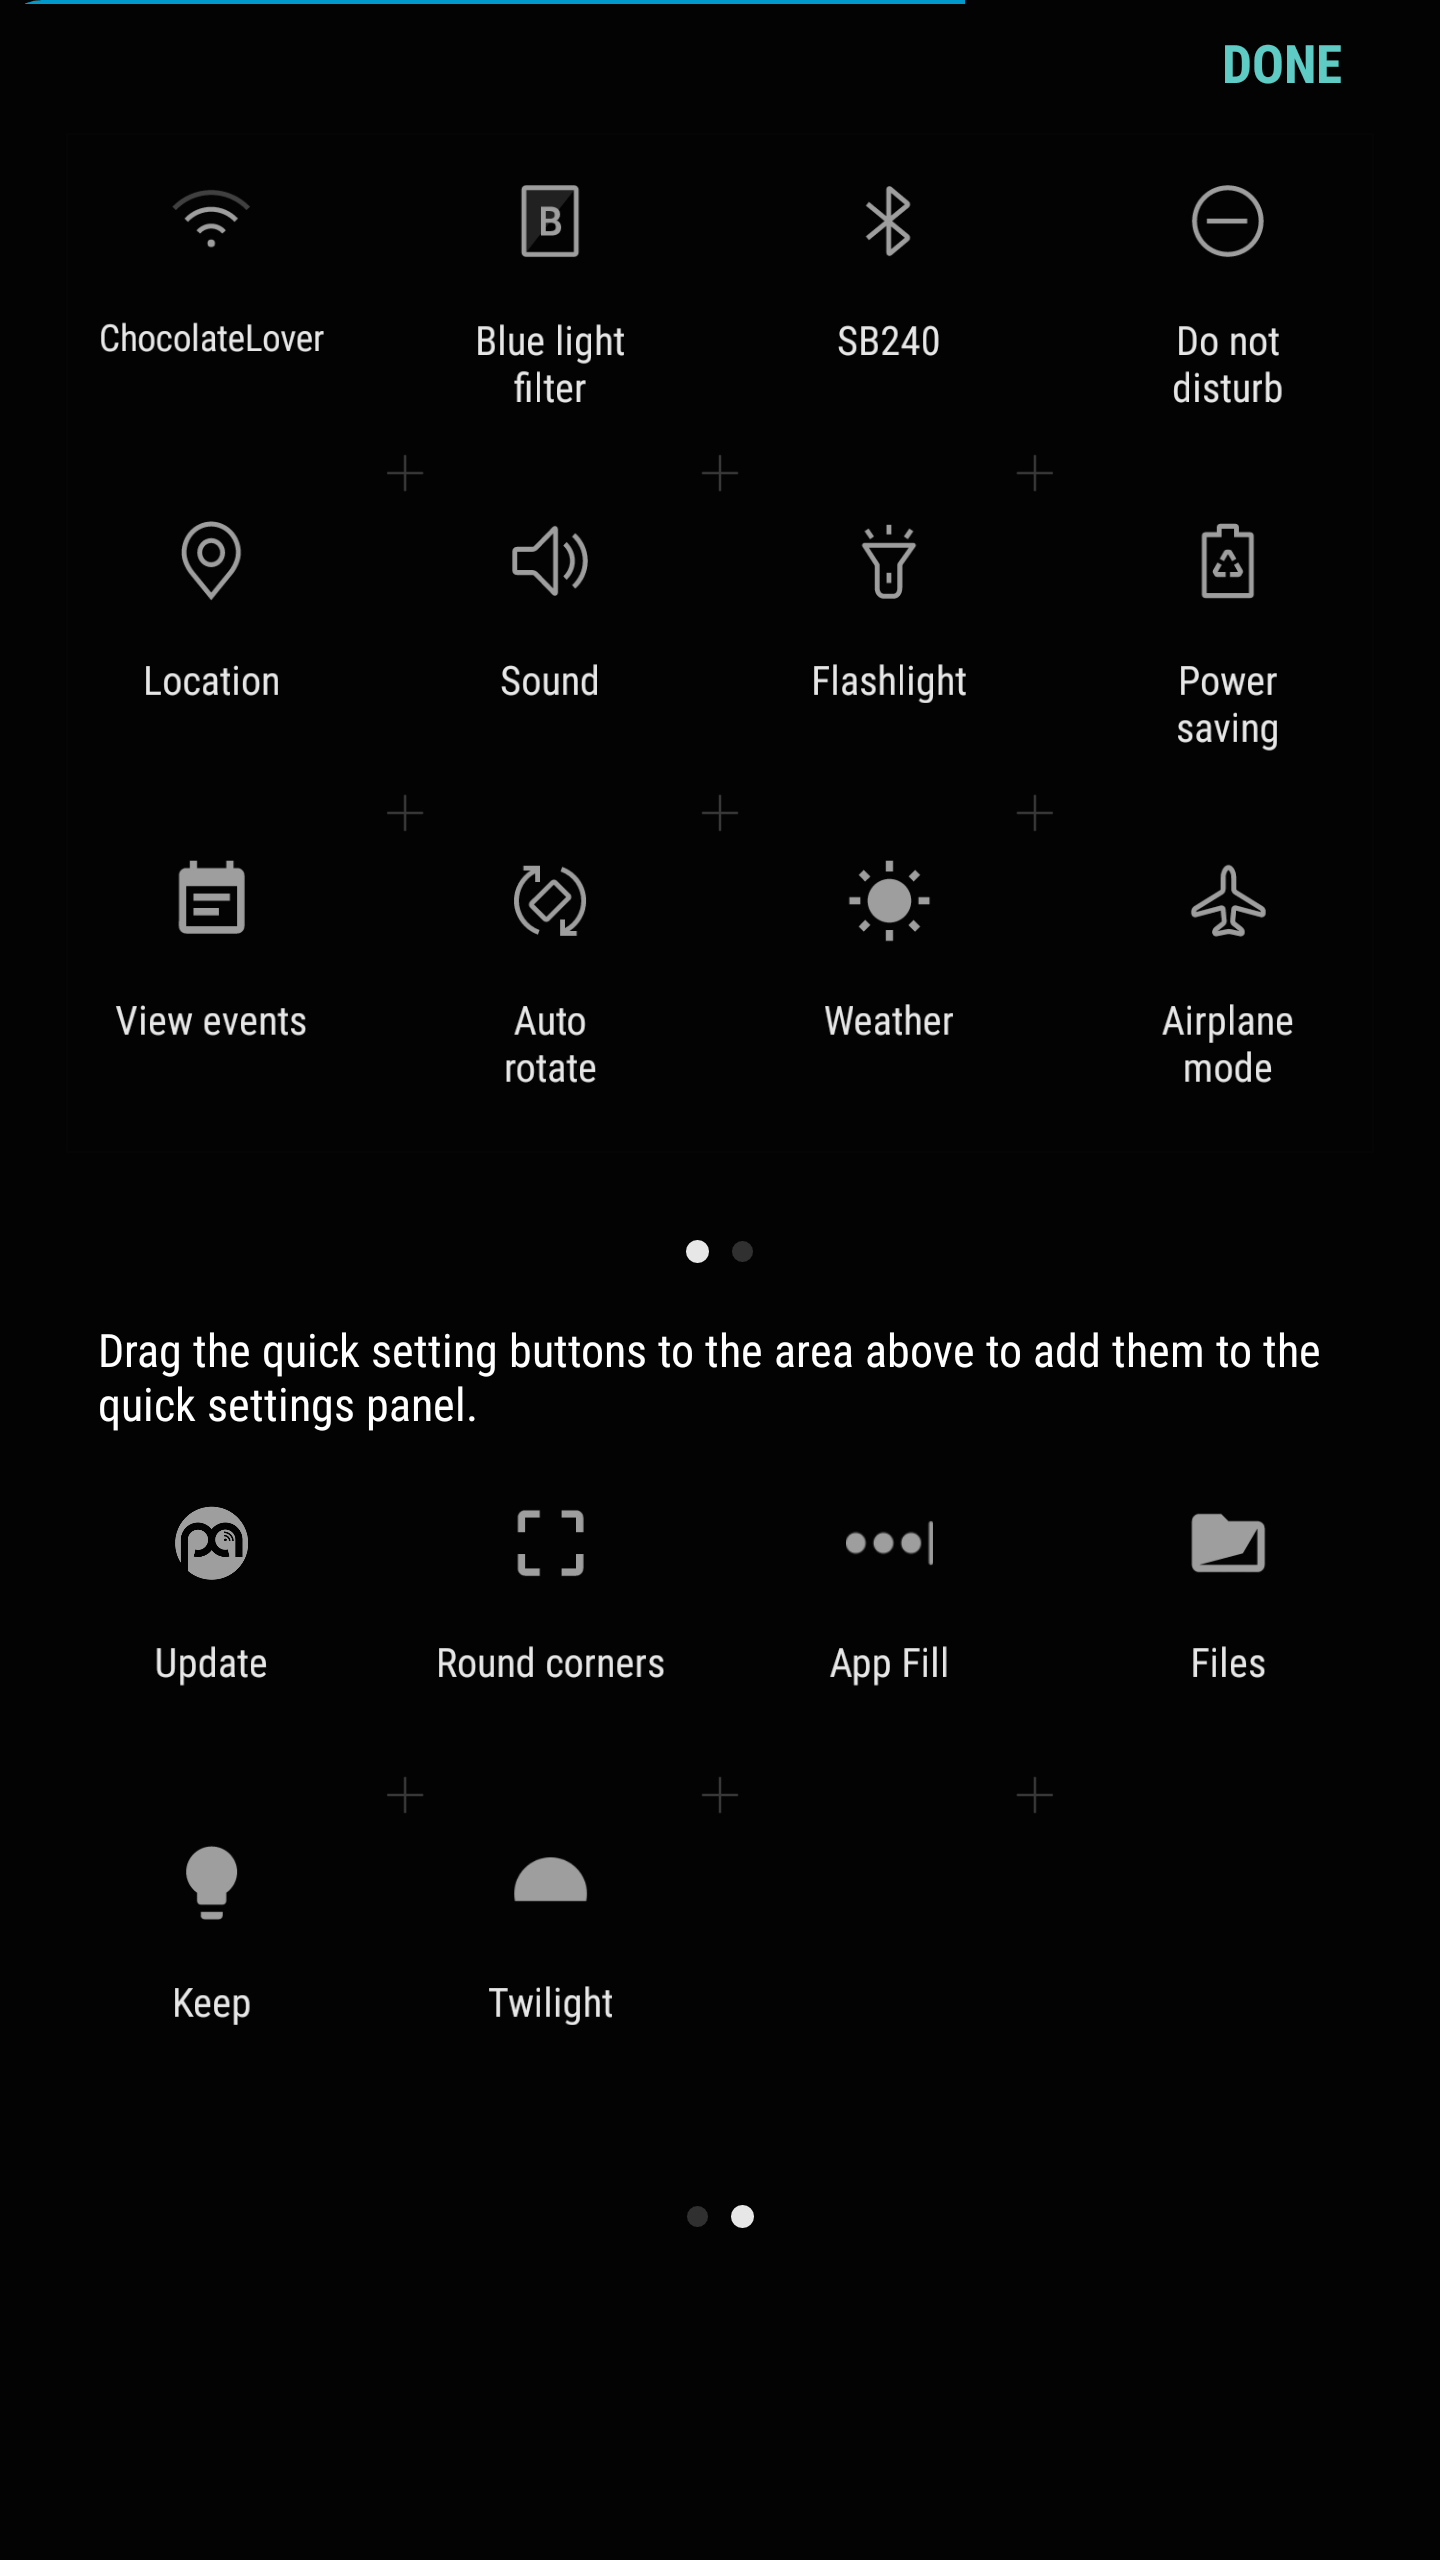 DONE
ChocolateLover
Blue light
filter
SB240
Do not
disturb
Location
Sound
Flashlight
Power
saving
View events
Auto
rotate
Weather
Airplane
mode
Drag the quick setting buttons to the area above to add them to the
quick settings panel.
Update
Round corners
App Fill
Files
Keep
Twilight